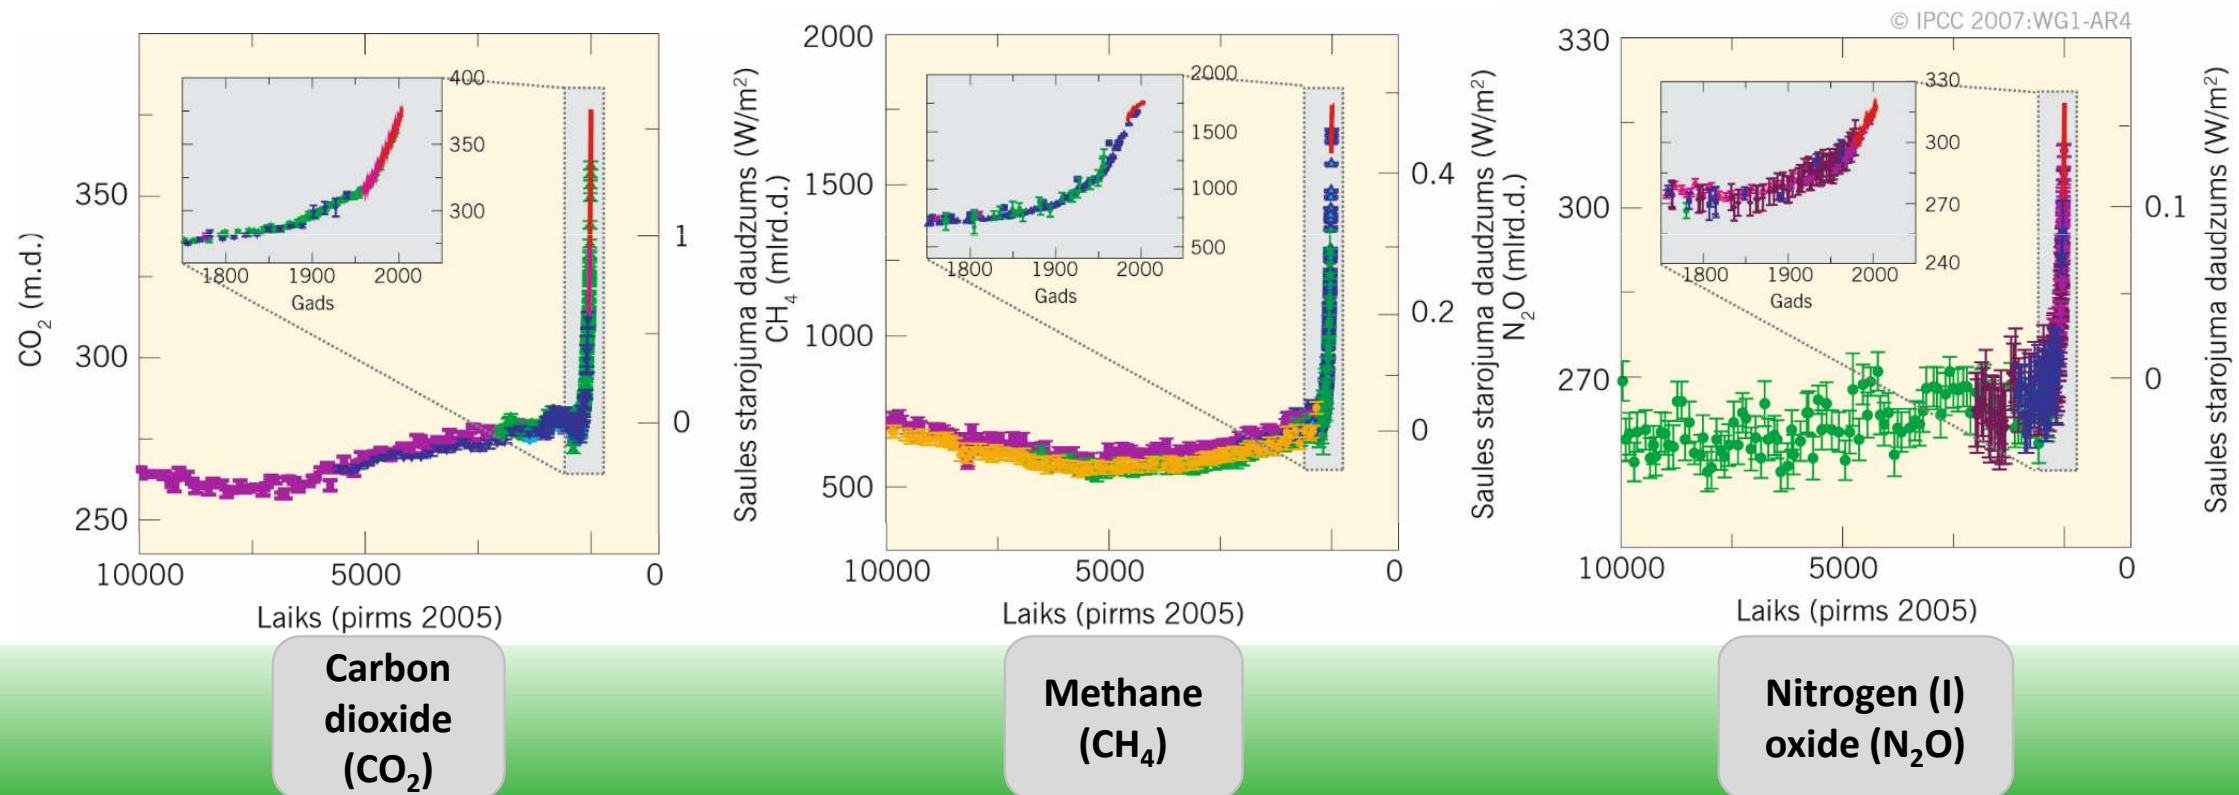 © IPCC 2007:WG1-AR4
CO₂ (m.d.)
350
300
250
400
350
300
1800 1900 2000
Gads
1
0
10000 5000 0
Laiks (pirms 2005)
Saules starojuma daudzums (W/m²)
CH₄ (mlrd.d.)
2000
1500
1000
500
2000
1500
1000
500
1800 1900 2000
Gads
0.4
0.2
0
10000 5000 0
Laiks (pirms 2005)
Saules starojuma daudzums (W/m²)
N₂O (mlrd.d.)
330
300
270
330
300
270
240
1800 1900 2000
Gads
0.1
0
10000 5000 0
Laiks (pirms 2005)
Saules starojuma daudzums (W/m²)
Carbon
dioxide
(CO₂)
Methane
(CH₄)
Nitrogen (I)
oxide (N₂O)